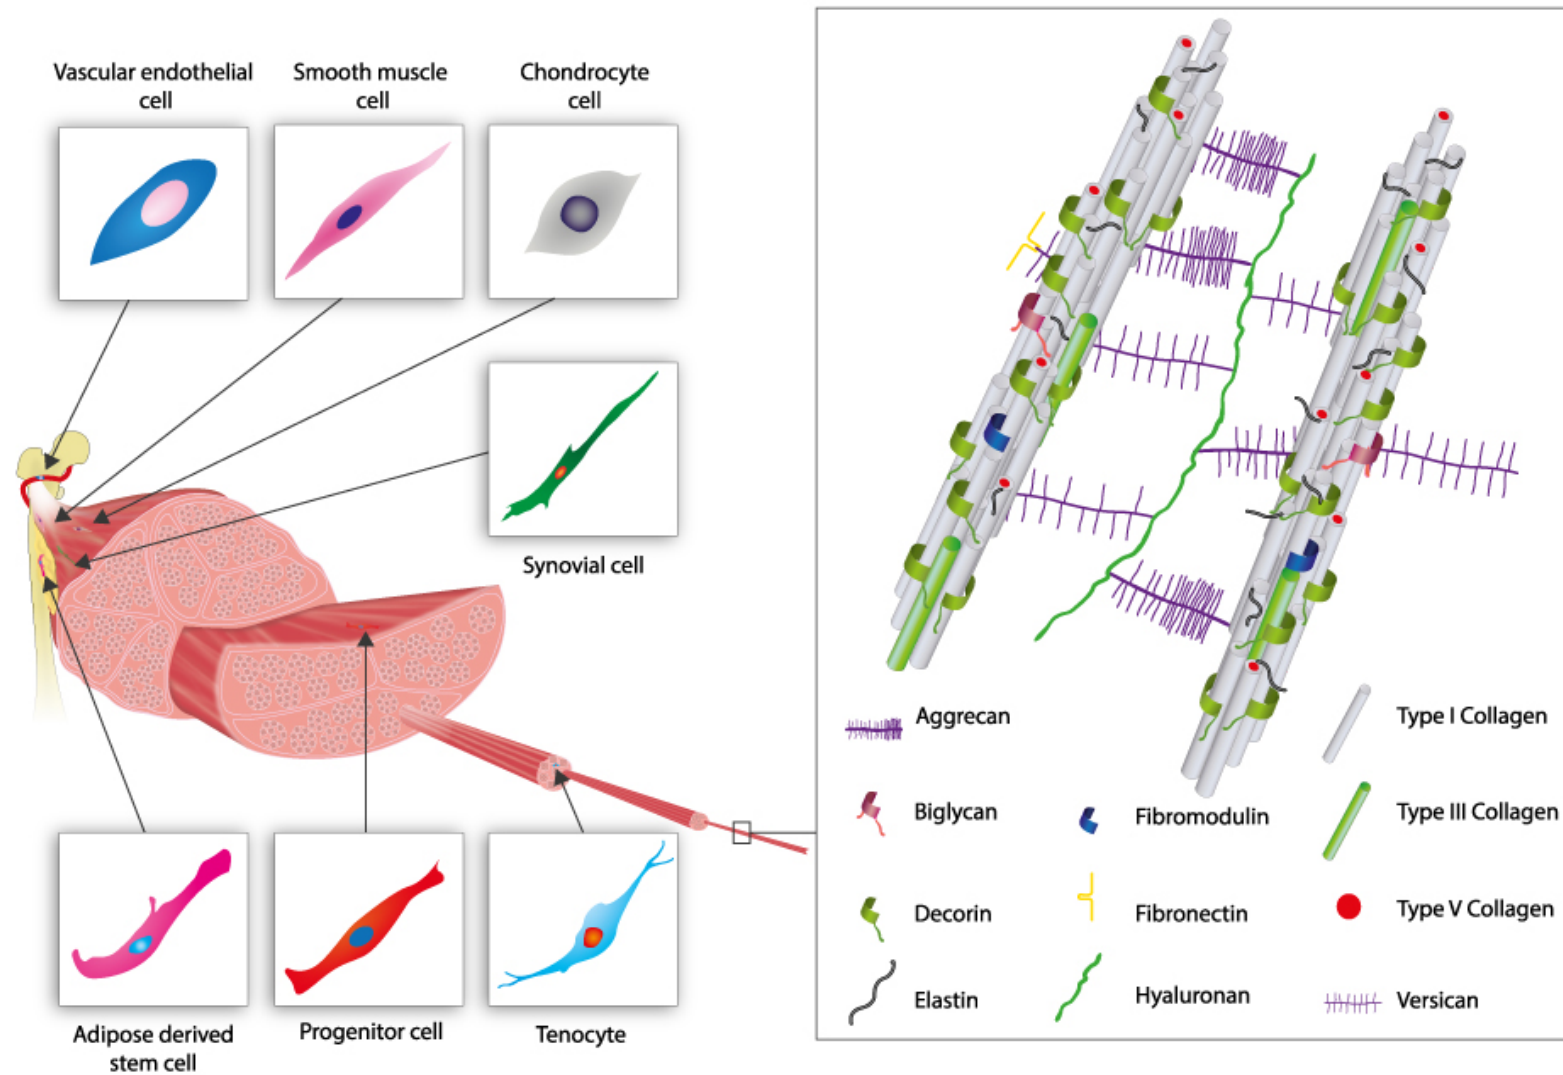 Vascular endothelial
cell
Smooth muscle
cell
Chondrocyte
cell
Synovial cell
Adipose derived
stem cell
Progenitor cell
Tenocyte
Aggrecan
Biglycan
Decorin
Elastin
Fibromodulin
Fibronectin
Hyaluronan
Type I Collagen
Type III Collagen
Type V Collagen
Versican